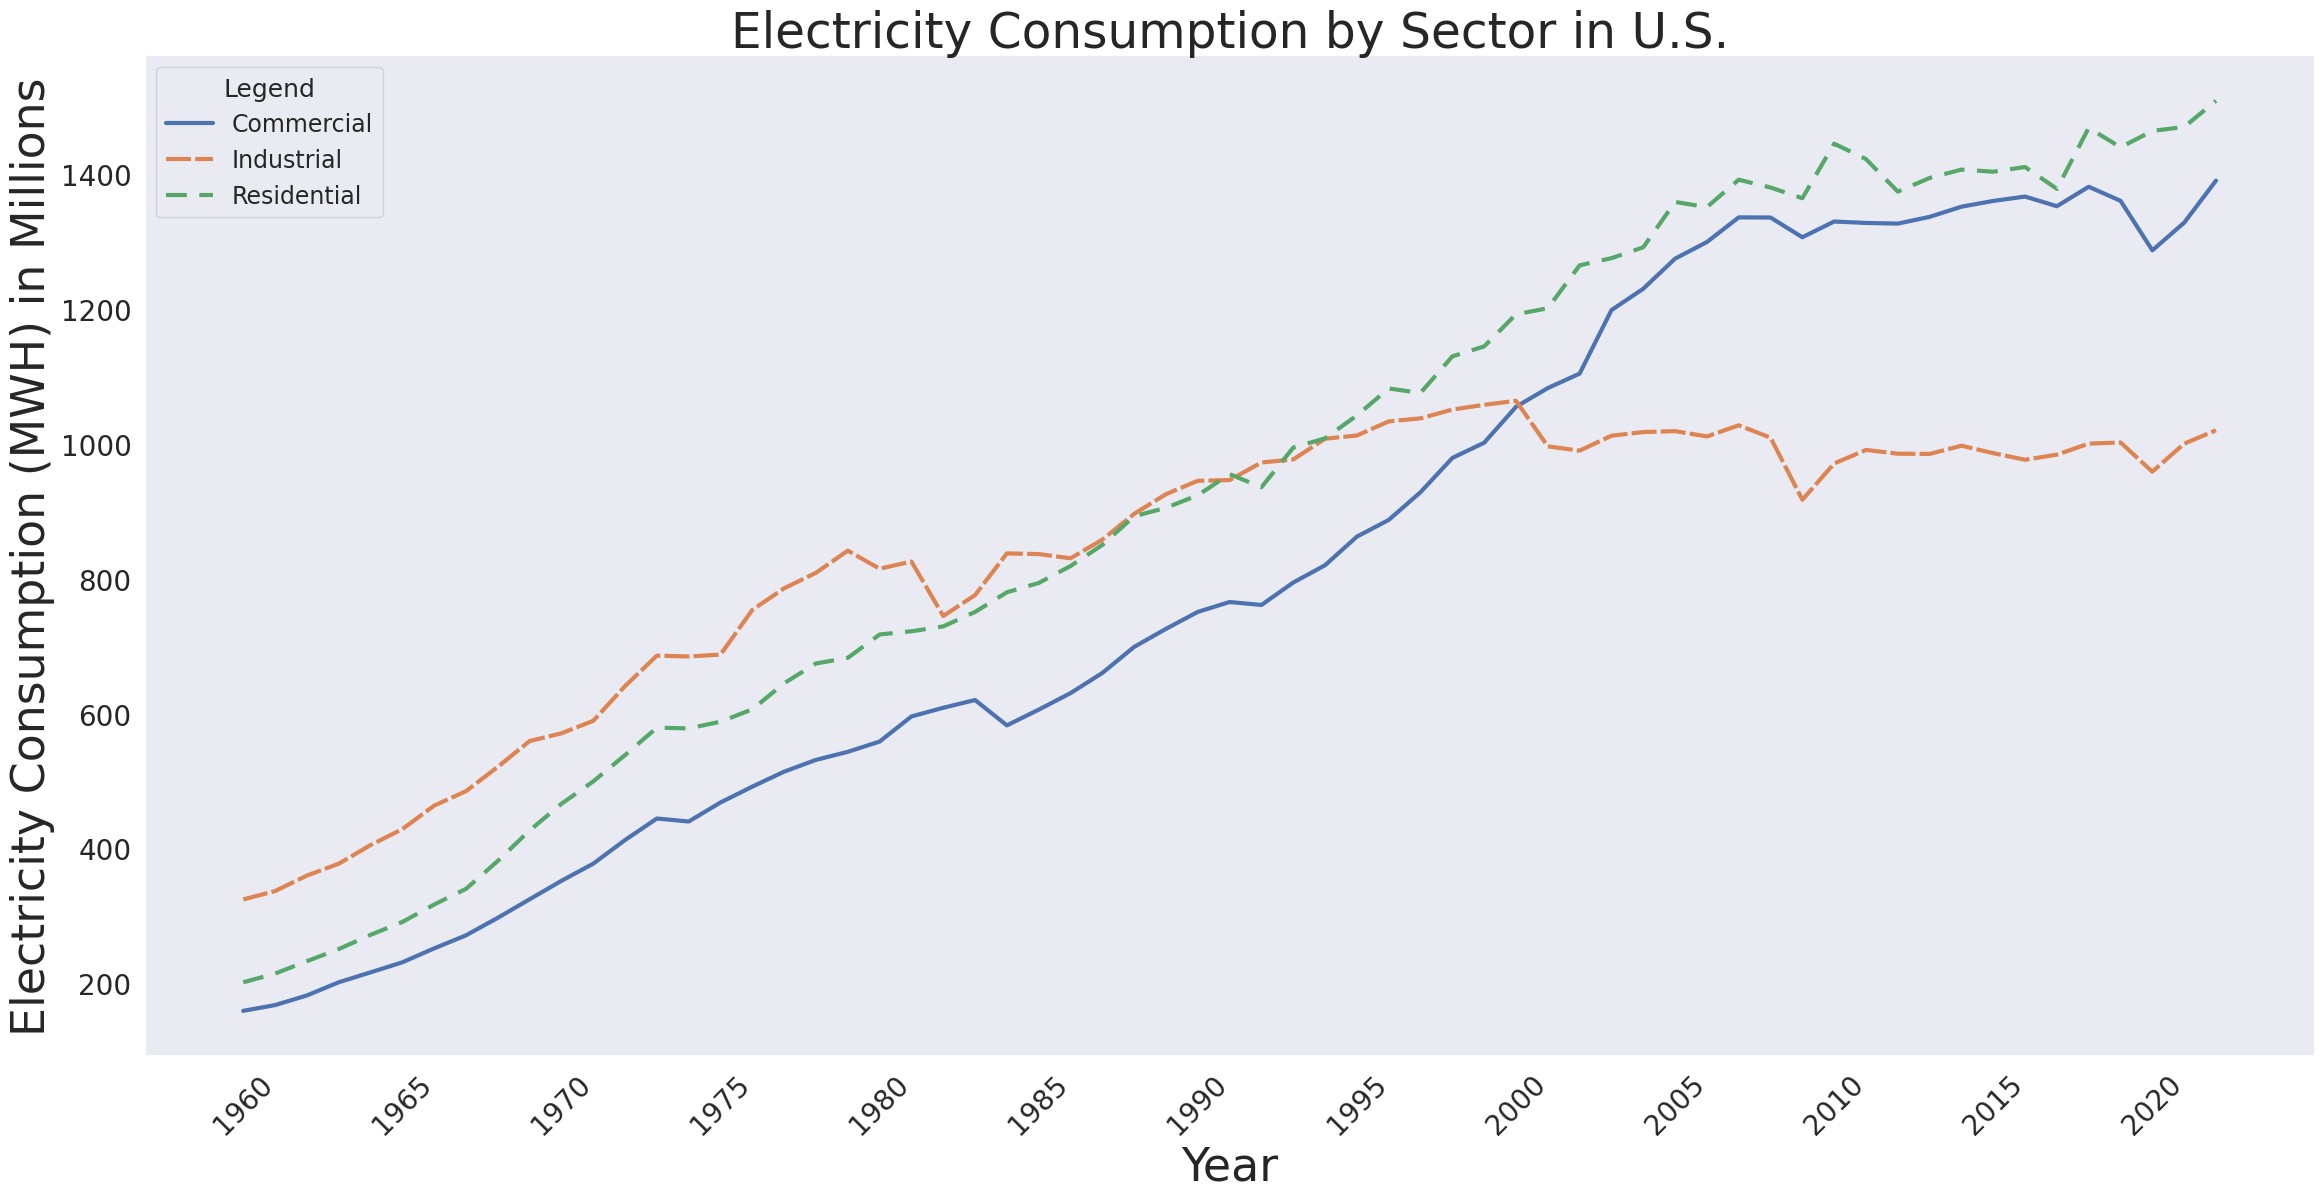 Electricity Consumption by Sector in U.S.
Legend
Commercial
Industrial
Residential
Electricity Consumption (MWH) in Millions
1400
1200
1000
800
600
400
200
1960
1965
1970
1975
1980
1985
1990
1995
2000
2005
2010
2015
2020
Year